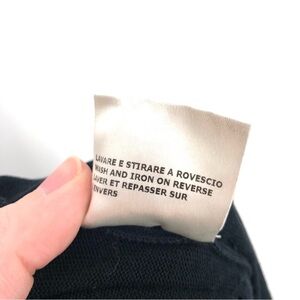 LAVARE E STIRARE A ROVESCIO
WASH AND IRON ON REVERSE
LAVER ET REPASSER SUR
ENVERS